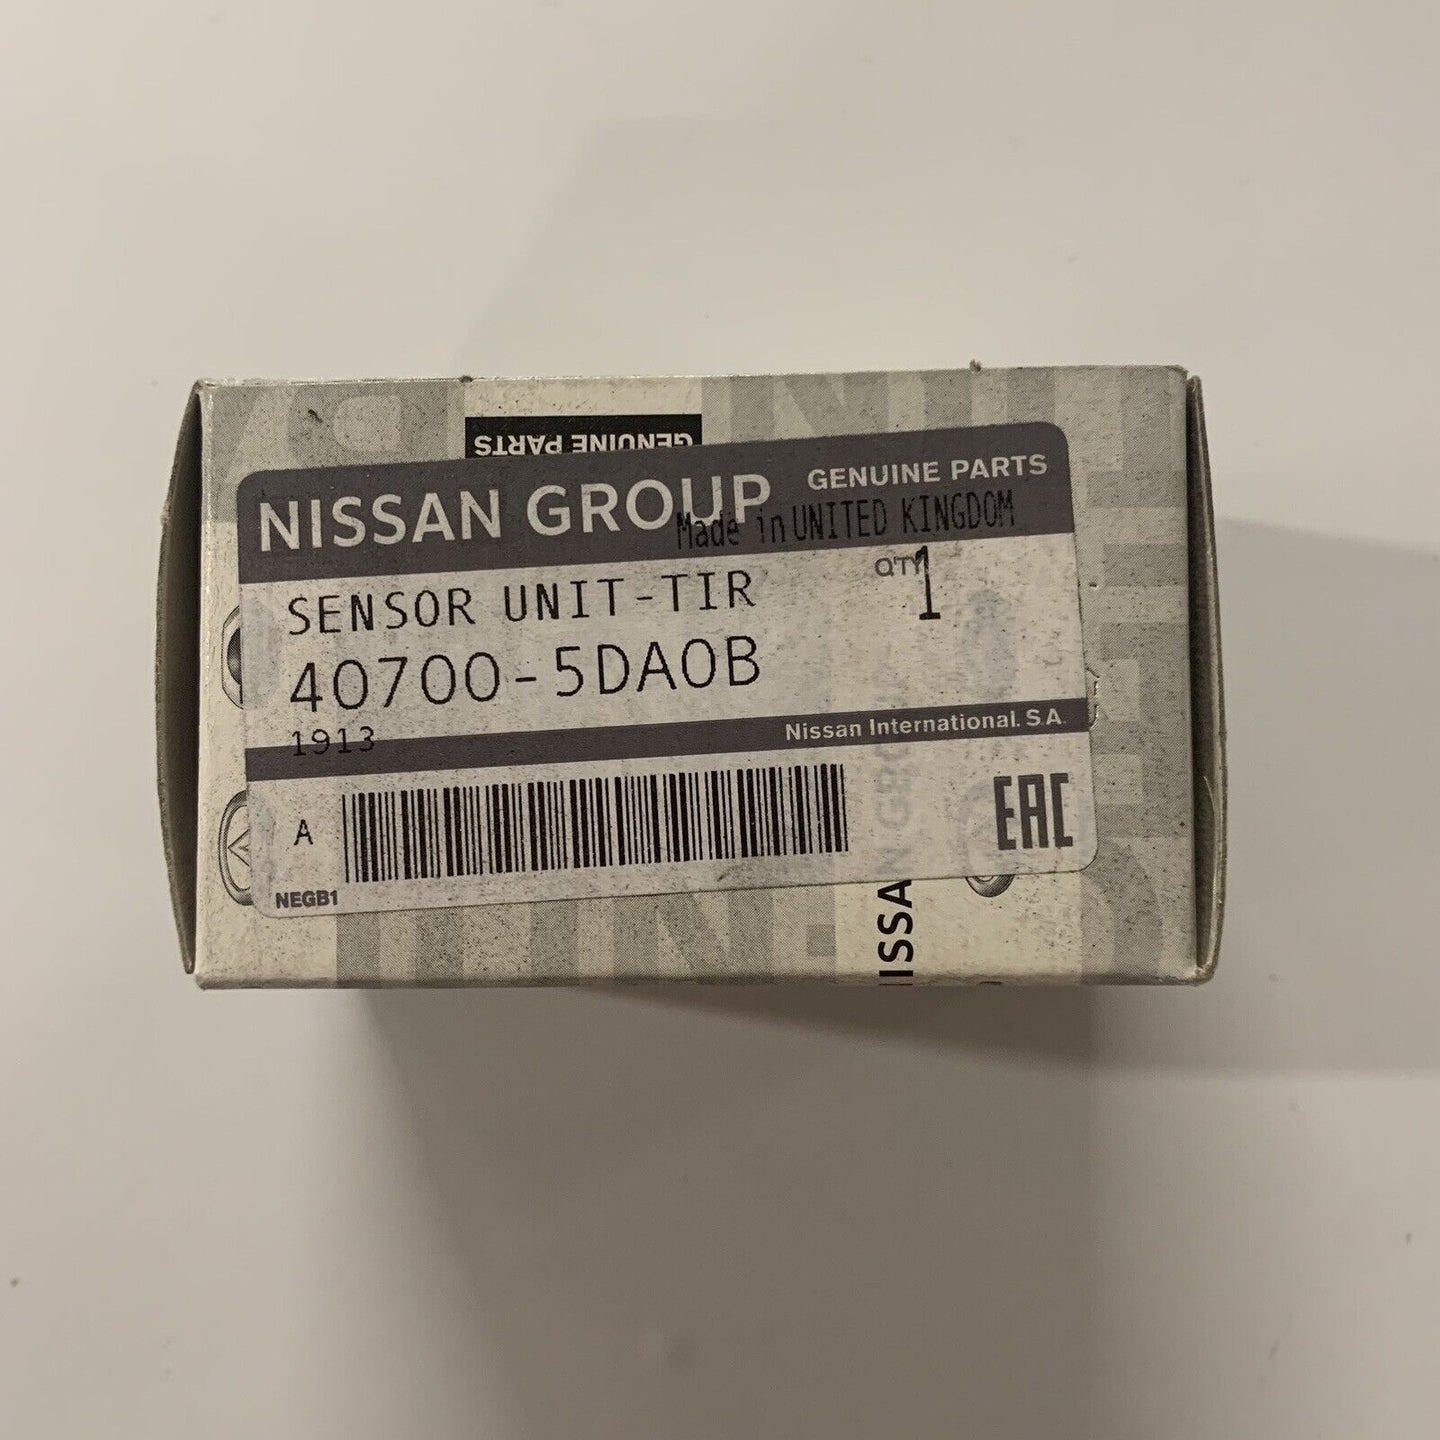 GENUINE PARTS
NISSAN GROUP GENUINE PARTS
Made in UNITED KINGDOM
SENSOR UNIT-TIR QTY 1
40700-5DA0B
1913
Nissan International. S.A.
A
EAC
NEGB1
NISSA